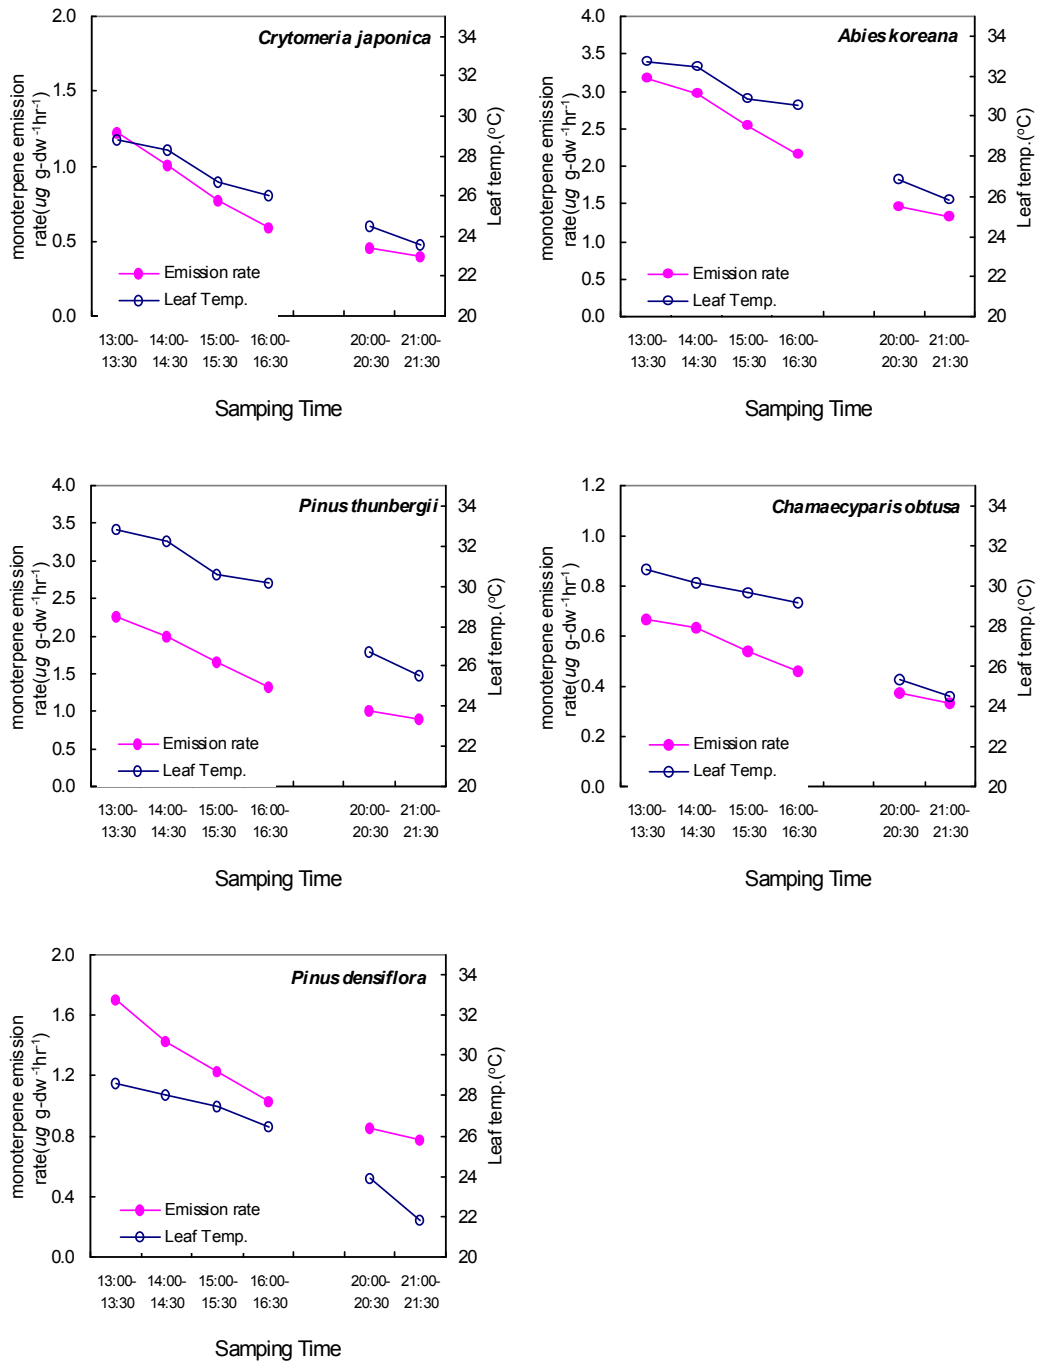 Crytomeria japonica
monoterpene emission
rate(ug g-dw⁻¹hr⁻¹)
2.0
1.5
1.0
0.5
0.0
34
32
30
28
26
24
22
20
Leaf temp.(°C)
Emission rate
Leaf Temp.
13:00- 14:00- 15:00- 16:00- 20:00- 21:00-
13:30 14:30 15:30 16:30 20:30 21:30
Samping Time
Abies koreana
monoterpene emission
rate(ug g-dw⁻¹hr⁻¹)
4.0
3.5
3.0
2.5
2.0
1.5
1.0
0.5
0.0
34
32
30
28
26
24
22
20
Leaf temp.(°C)
Emission rate
Leaf Temp.
13:00- 14:00- 15:00- 16:00- 20:00- 21:00-
13:30 14:30 15:30 16:30 20:30 21:30
Samping Time
Pinus thunbergii
monoterpene emission
rate(ug g-dw⁻¹hr⁻¹)
4.0
3.5
3.0
2.5
2.0
1.5
1.0
0.5
0.0
34
32
30
28
26
24
22
20
Leaf temp.(°C)
Emission rate
Leaf Temp.
13:00- 14:00- 15:00- 16:00- 20:00- 21:00-
13:30 14:30 15:30 16:30 20:30 21:30
Samping Time
Chamaecyparis obtusa
monoterpene emission
rate(ug g-dw⁻¹hr⁻¹)
1.2
1.0
0.8
0.6
0.4
0.2
0.0
34
32
30
28
26
24
22
20
Leaf temp.(°C)
Emission rate
Leaf Temp.
13:00- 14:00- 15:00- 16:00- 20:00- 21:00-
13:30 14:30 15:30 16:30 20:30 21:30
Samping Time
Pinus densiflora
monoterpene emission
rate(ug g-dw⁻¹hr⁻¹)
2.0
1.6
1.2
0.8
0.4
0.0
34
32
30
28
26
24
22
20
Leaf temp.(°C)
Emission rate
Leaf Temp.
13:00- 14:00- 15:00- 16:00- 20:00- 21:00-
13:30 14:30 15:30 16:30 20:30 21:30
Samping Time